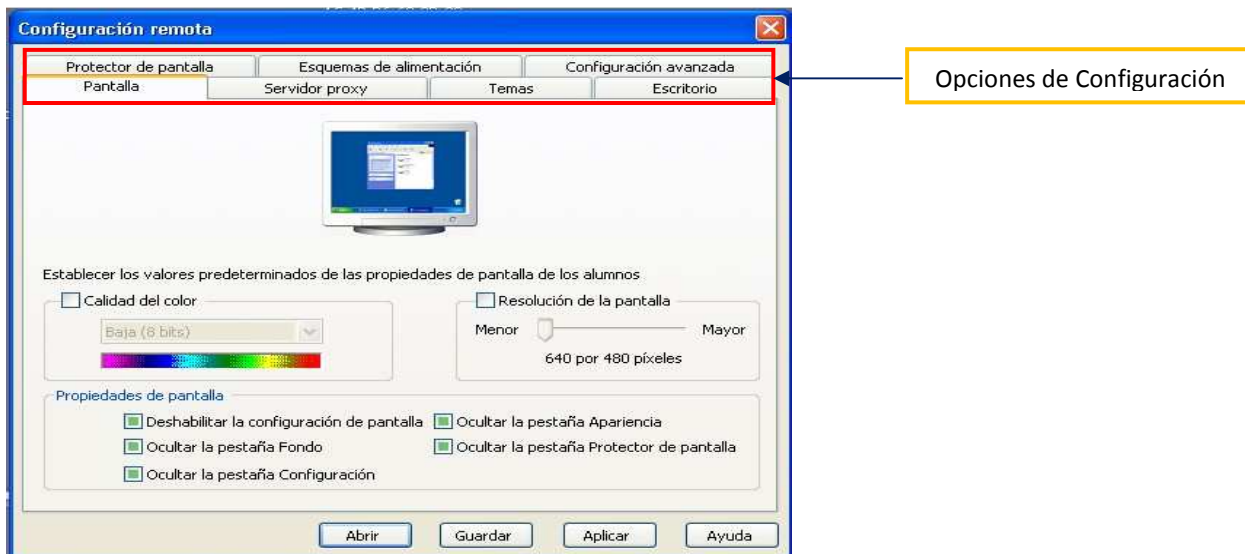 Configuración remota
Protector de pantalla Esquemas de alimentación Configuración avanzada
Pantalla Servidor proxy Temas Escritorio
Opciones de Configuración
Establecer los valores predeterminados de las propiedades de pantalla de los alumnos
Calidad del color
Baja (8 bits)
Resolución de la pantalla
Menor Mayor
640 por 480 píxeles
Propiedades de pantalla
Deshabilitar la configuración de pantalla Ocultar la pestaña Apariencia
Ocultar la pestaña Fondo Ocultar la pestaña Protector de pantalla
Ocultar la pestaña Configuración
Abrir Guardar Aplicar Ayuda